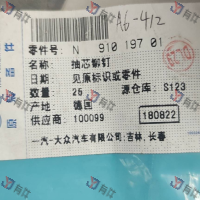 A6-412
零件号: N 910 197 01
名称: 抽芯铆钉
日期: 见原标识或零件
数量: 25 源仓库: S123
产地: 德国
供应商: 100099 180822
一汽-大众汽车有限公司:吉林,长春